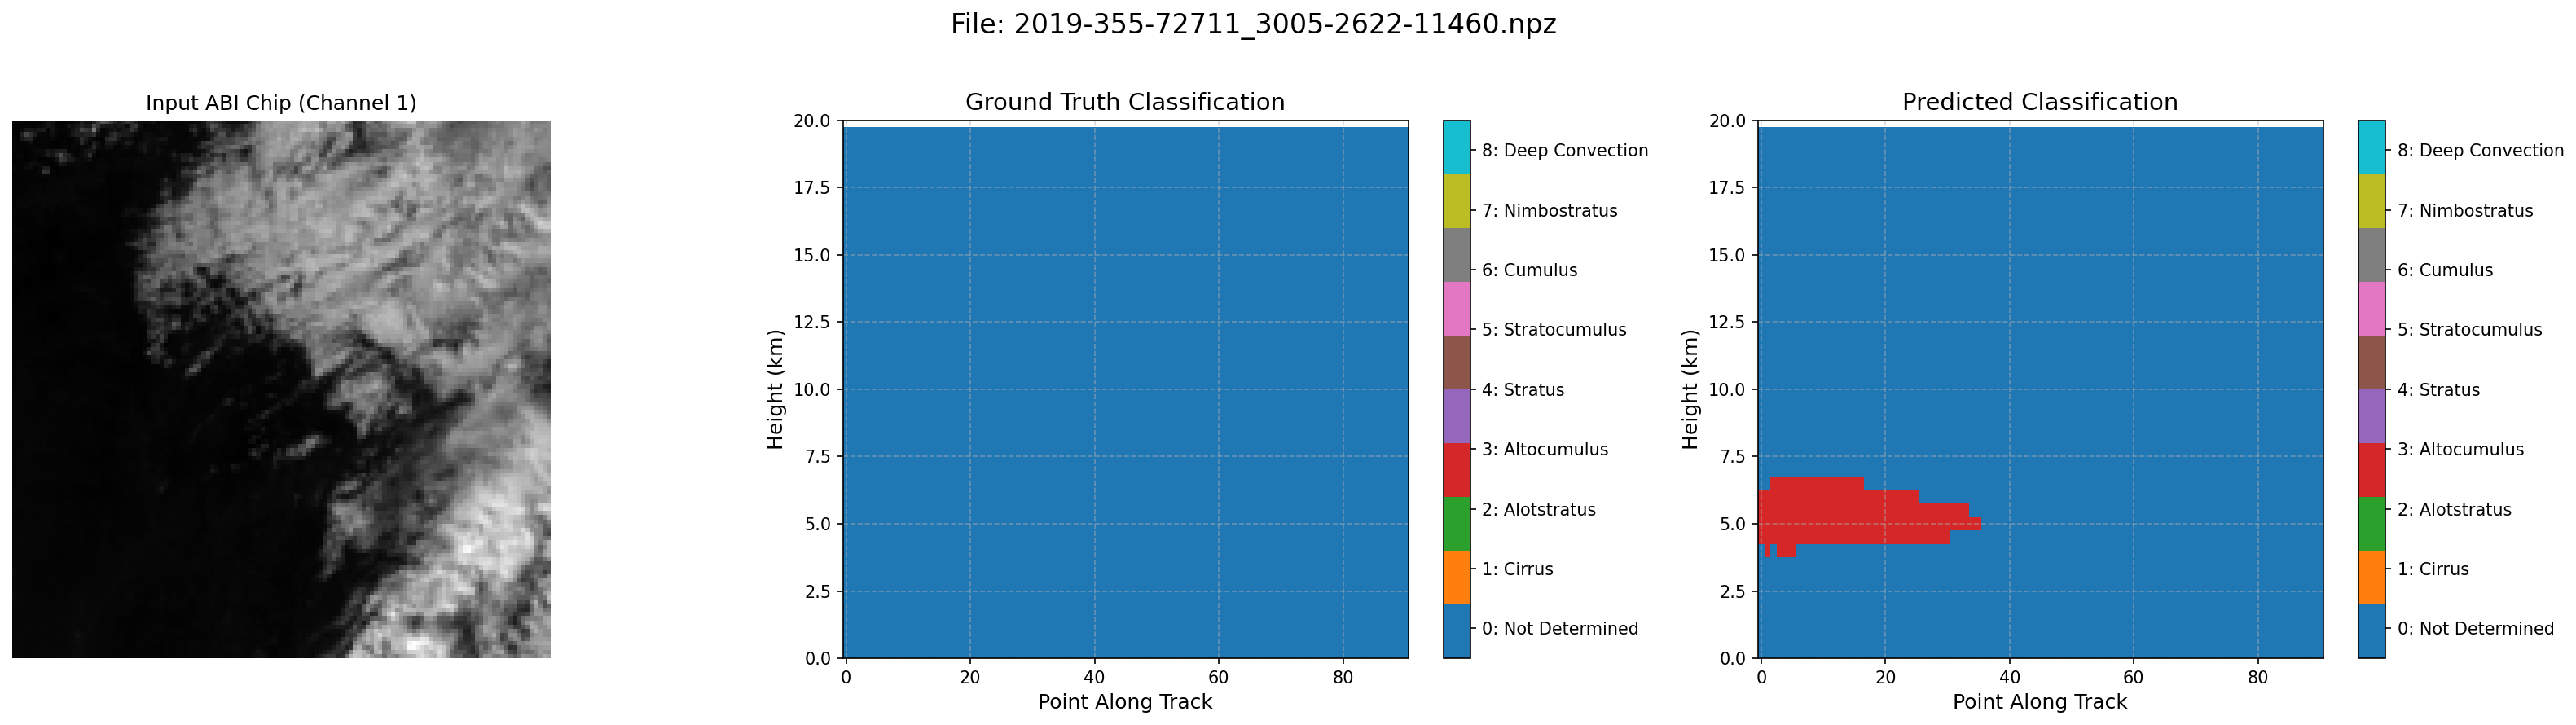 File: 2019-355-72711_3005-2622-11460.npz
Input ABI Chip (Channel 1)
Ground Truth Classification
20.0
17.5
15.0
12.5
10.0
7.5
5.0
2.5
0.0
Height (km)
0 20 40 60 80
Point Along Track
8: Deep Convection
7: Nimbostratus
6: Cumulus
5: Stratocumulus
4: Stratus
3: Altocumulus
2: Alotstratus
1: Cirrus
0: Not Determined
Predicted Classification
20.0
17.5
15.0
12.5
10.0
7.5
5.0
2.5
0.0
Height (km)
0 20 40 60 80
Point Along Track
8: Deep Convection
7: Nimbostratus
6: Cumulus
5: Stratocumulus
4: Stratus
3: Altocumulus
2: Alotstratus
1: Cirrus
0: Not Determined